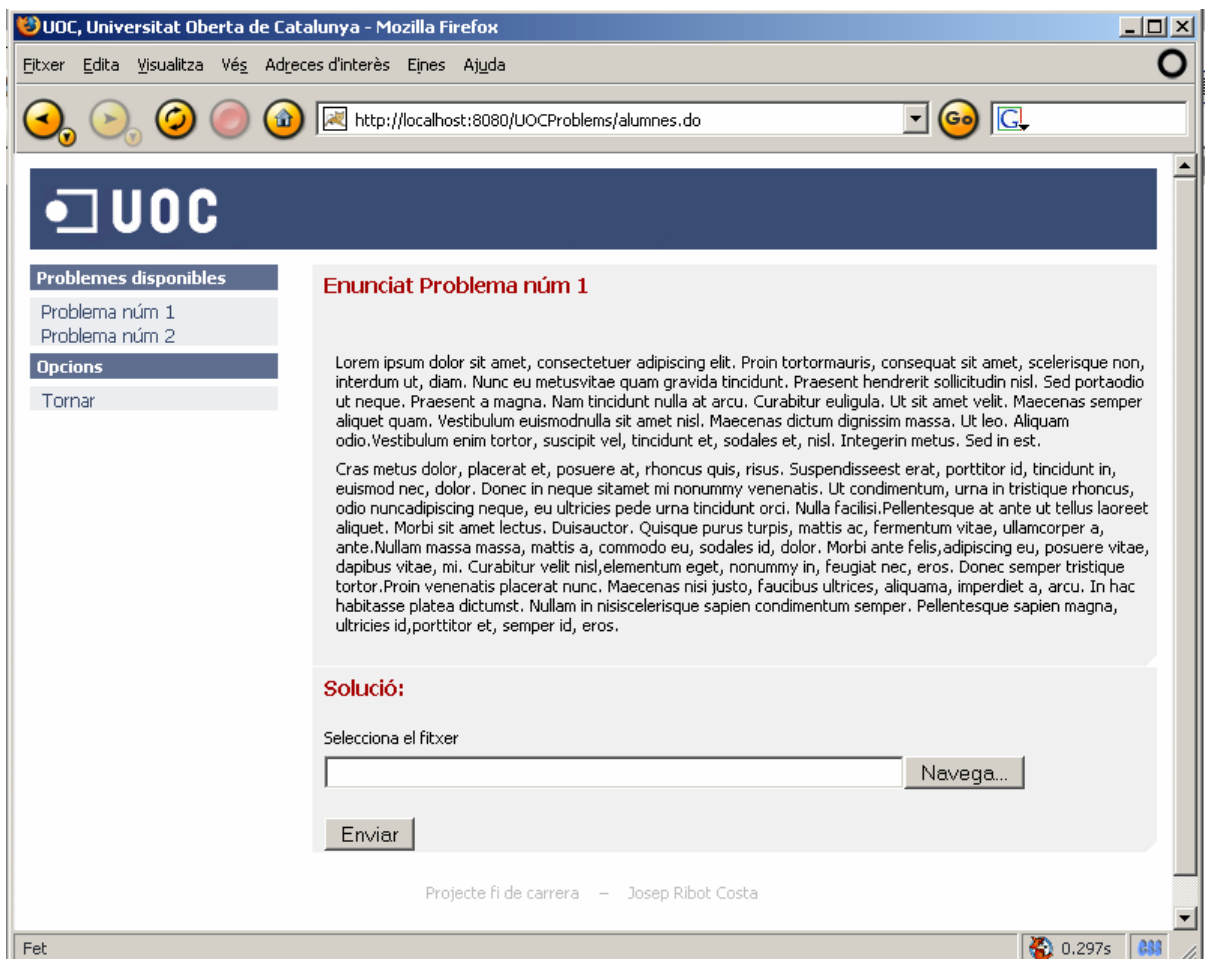 UOC, Universitat Oberta de Catalunya - Mozilla Firefox
Fitxer Edita Visualitza Vés Adreces d'interès Eines Ajuda
http://localhost:8080/UOCProblems/alumnes.do Go G
UOC
Problemes disponibles
Problema núm 1
Problema núm 2
Opcions
Tornar
Enunciat Problema núm 1
Lorem ipsum dolor sit amet, consectetuer adipiscing elit. Proin tortormauris, consequat sit amet, scelerisque non,
interdum ut, diam. Nunc eu metusvitae quam gravida tincidunt. Praesent hendrerit sollicitudin nisl. Sed portaodio
ut neque. Praesent a magna. Nam tincidunt nulla at arcu. Curabitur euligula. Ut sit amet velit. Maecenas semper
aliquet quam. Vestibulum euismodnulla sit amet nisl. Maecenas dictum dignissim massa. Ut leo. Aliquam
odio.Vestibulum enim tortor, suscipit vel, tincidunt et, sodales et, nisl. Integerin metus. Sed in est.
Cras metus dolor, placerat et, posuere at, rhoncus quis, risus. Suspendisseest erat, porttitor id, tincidunt in,
euismod nec, dolor. Donec in neque sitamet mi nonummy venenatis. Ut condimentum, urna in tristique rhoncus,
odio nuncadipiscing neque, eu ultricies pede urna tincidunt orci. Nulla facilisi.Pellentesque at ante ut tellus laoreet
aliquet. Morbi sit amet lectus. Duisauctor. Quisque purus turpis, mattis ac, fermentum vitae, ullamcorper a,
ante.Nullam massa massa, mattis a, commodo eu, sodales id, dolor. Morbi ante felis,adipiscing eu, posuere vitae,
dapibus vitae, mi. Curabitur velit nisl,elementum eget, nonummy in, feugiat nec, eros. Donec semper tristique
tortor.Proin venenatis placerat nunc. Maecenas nisi justo, faucibus ultrices, aliquama, imperdiet a, arcu. In hac
habitasse platea dictumst. Nullam in nisiscelerisque sapien condimentum semper. Pellentesque sapien magna,
ultricies id,porttitor et, semper id, eros.
Solució:
Selecciona el fitxer
Navega...
Enviar
Projecte fi de carrera – Josep Ribot Costa
Fet 0.297s CSS